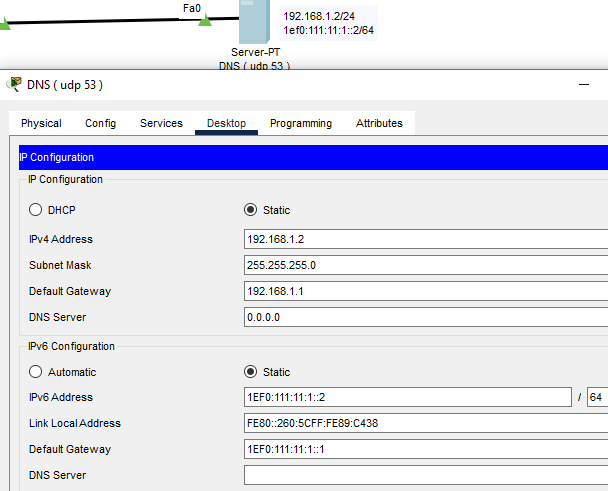 Fa0
192.168.1.2/24
1ef0:111:11:1::2/64
Server-PT
DNS ( udp 53 )
DNS ( udp 53 )
Physical Config Services Desktop Programming Attributes
IP Configuration
IP Configuration
DHCP Static
IPv4 Address 192.168.1.2
Subnet Mask 255.255.255.0
Default Gateway 192.168.1.1
DNS Server 0.0.0.0
IPv6 Configuration
Automatic Static
IPv6 Address 1EF0:111:11:1::2 / 64
Link Local Address FE80::260:5CFF:FE89:C438
Default Gateway 1EF0:111:11:1::1
DNS Server